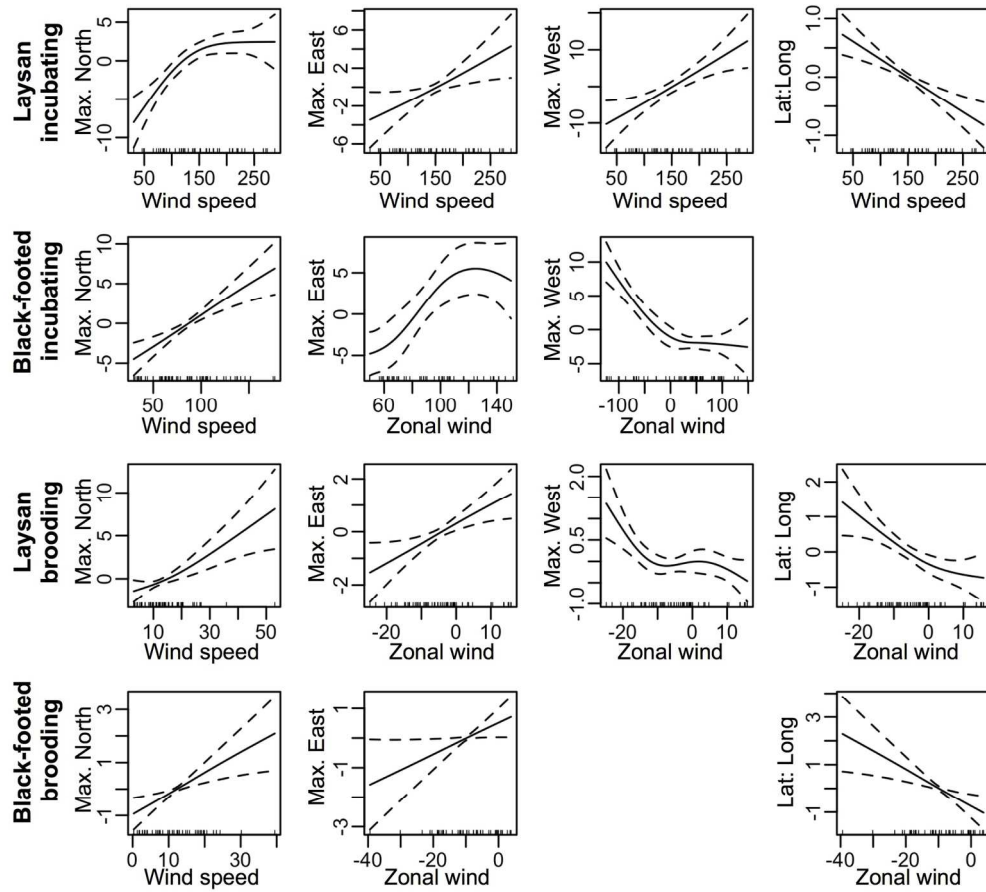 Laysan
incubating
Max. North
0
-10
50 150 250
Wind speed
Max. East
6
2
-2
-6
50 150 250
Wind speed
Max. West
10
-10
50 150 250
Wind speed
Lat:Long
1.0
0.0
-1.0
50 150 250
Wind speed
Black-footed
incubating
Max. North
10
5
0
-5
50 100
Wind speed
Max. East
5
0
-5
60 100 140
Zonal wind
Max. West
10
5
0
-5
-100 0 100
Zonal wind
Laysan
brooding
Max. North
10
5
0
10 30 50
Wind speed
Max. East
2
0
-2
-20 0 10
Zonal wind
Max. West
2.0
0.5
-1.0
-20 0 10
Zonal wind
Lat: Long
2
1
0
-1
-20 0 10
Zonal wind
Black-footed
brooding
Max. North
3
1
-1
0 10 30
Wind speed
Max. East
1
-1
-3
-40 -20 0
Zonal wind
Lat: Long
3
1
-1
-40 -20 0
Zonal wind